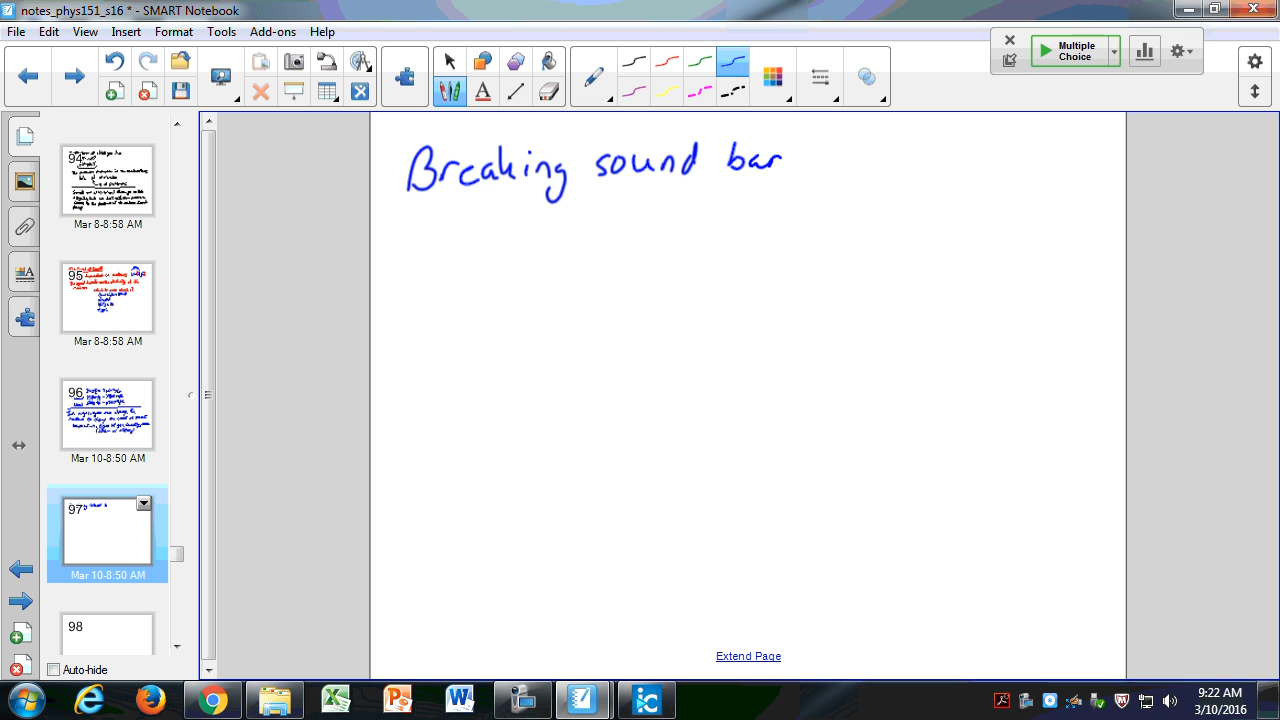 notes_phys151_s16 * - SMART Notebook
File Edit View Insert Format Tools Add-ons Help
Multiple
Choice
94
Mar 8-8:58 AM
95
Mar 8-8:58 AM
96
Mar 10-8:50 AM
97
Mar 10-8:50 AM
98
Auto-hide
Breaking sound bar
Extend Page
9:22 AM
3/10/2016